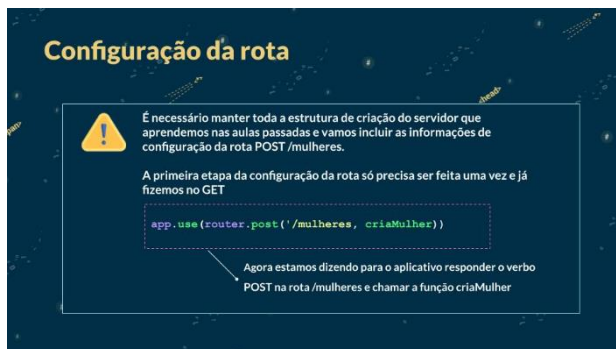 Configuração da rota
<head>
É necessário manter toda a estrutura de criação do servidor que
aprendemos nas aulas passadas e vamos incluir as informações de
configuração da rota POST /mulheres.
A primeira etapa da configuração da rota só precisa ser feita uma vez e já
fizemos no GET
app.use(router.post('/mulheres, criaMulher))
Agora estamos dizendo para o aplicativo responder o verbo
POST na rota /mulheres e chamar a função criaMulher